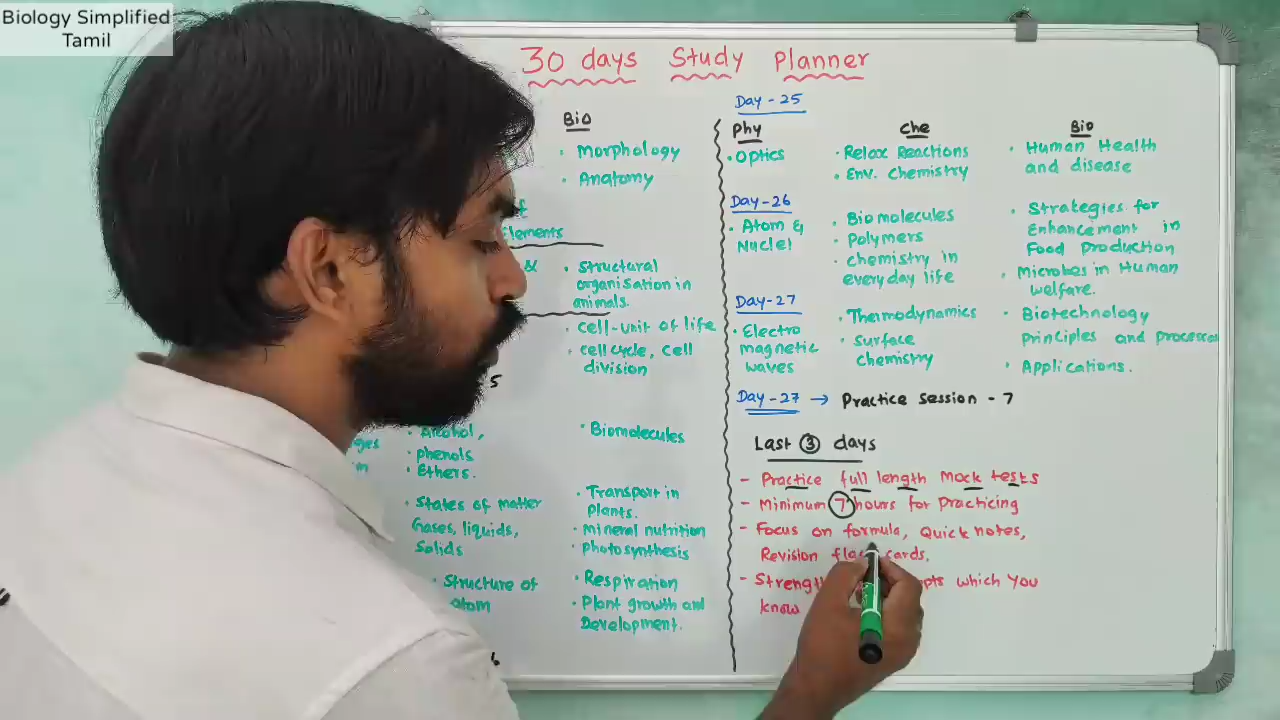 Biology Simplified
Tamil
30 days Study Planner
Bio
• Morphology
• Anatomy
Elements
&
• Structural
organisation in
animals.
• cell-unit of life
• cell cycle, cell
division
• Alcohol,
• phenols
• Ethers.
• Biomolecules
• States of matter
Gases, liquids,
Solids
• Transport in
Plants.
• mineral nutrition
• photosynthesis
• Structure of
atom
• Respiration
• Plant growth and
Development.
Day - 25
Phy
Che
Bio
• Optics
• Relox Reactions
• Env. chemistry
• Human Health
and disease
Day-26
• Atom &
Nuclei
• Biomolecules
• Polymers
• chemistry in
everyday life
• Strategies for
Enhancement in
Food Production
• Microbes in Human
welfare.
Day-27
• Electro
magnetic
waves
• Thermodynamics
• Surface
chemistry
• Biotechnology
Principles and processes
• Applications.
Day-27 → Practice Session - 7
Last 3 days
- Practice full length Mock tests
- Minimum 7 hours for Practicing
- Focus on formula, Quick notes,
Revision cards.
- which You
know